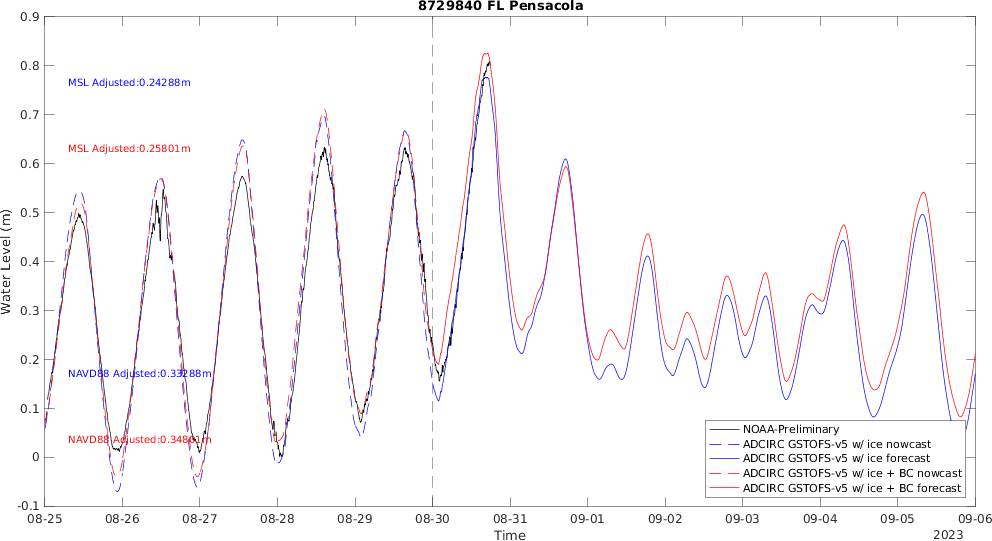 8729840 FL Pensacola
Water Level (m)
0.9
0.8
0.7
0.6
0.5
0.4
0.3
0.2
0.1
0
-0.1
MSL Adjusted:0.24288m
MSL Adjusted:0.25801m
NAVD88 Adjusted:0.33288m
NAVD88 Adjusted:0.34801m
NOAA-Preliminary
ADCIRC GSTOFS-v5 w/ ice nowcast
ADCIRC GSTOFS-v5 w/ ice forecast
ADCIRC GSTOFS-v5 w/ ice + BC nowcast
ADCIRC GSTOFS-v5 w/ ice + BC forecast
08-25 08-26 08-27 08-28 08-29 08-30 08-31 09-01 09-02 09-03 09-04 09-05 09-06
Time
2023